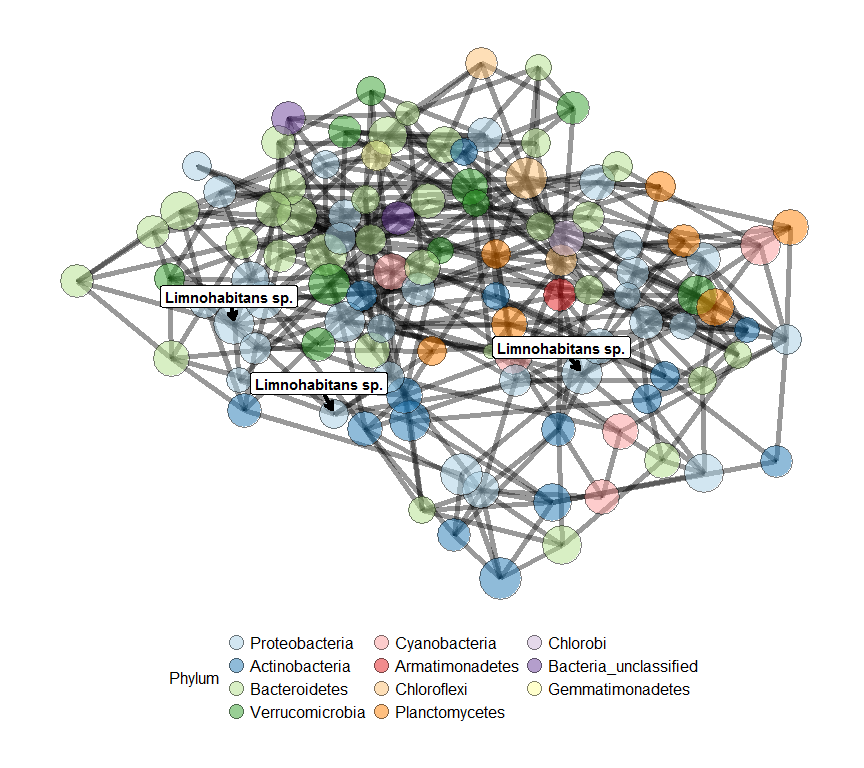 Limnohabitans sp.
Limnohabitans sp.
Limnohabitans sp.
Phylum
Proteobacteria Cyanobacteria Chlorobi
Actinobacteria Armatimonadetes Bacteria_unclassified
Bacteroidetes Chloroflexi Gemmatimonadetes
Verrucomicrobia Planctomycetes